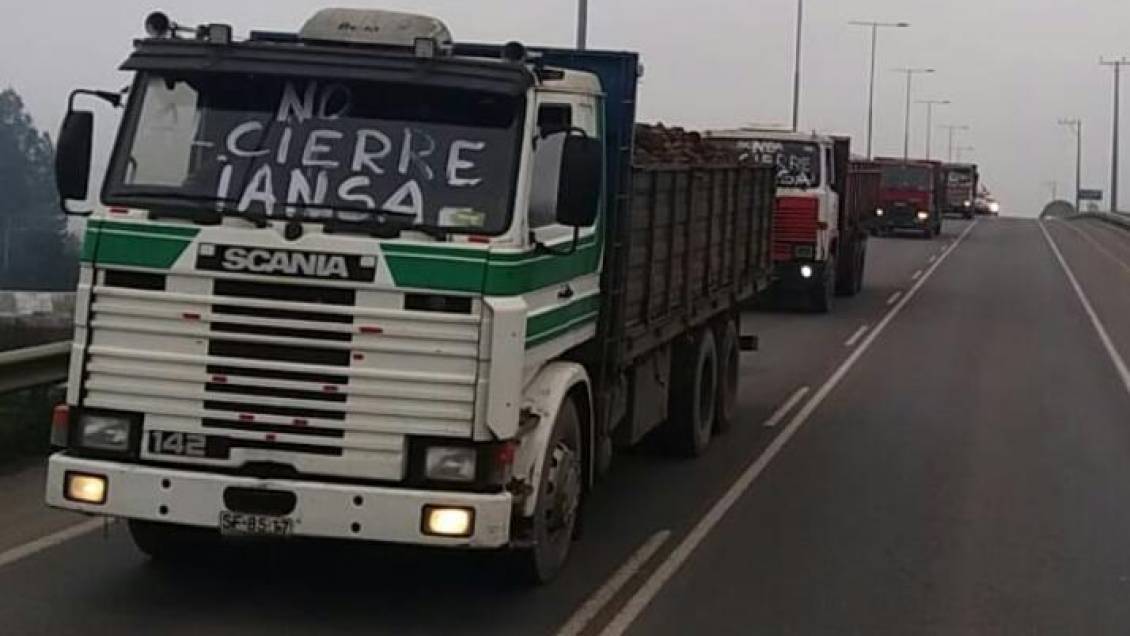 NO
CIERRE
IANSA
SCANIA
142